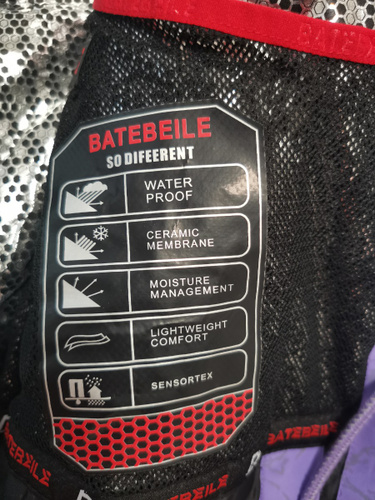 BATEBEILE
SO DIFEERENT
WATER
PROOF
CERAMIC
MEMBRANE
MOISTURE
MANAGEMENT
LIGHTWEIGHT
COMFORT
SENSORTEX
BATEBEILE
BATEBEILE